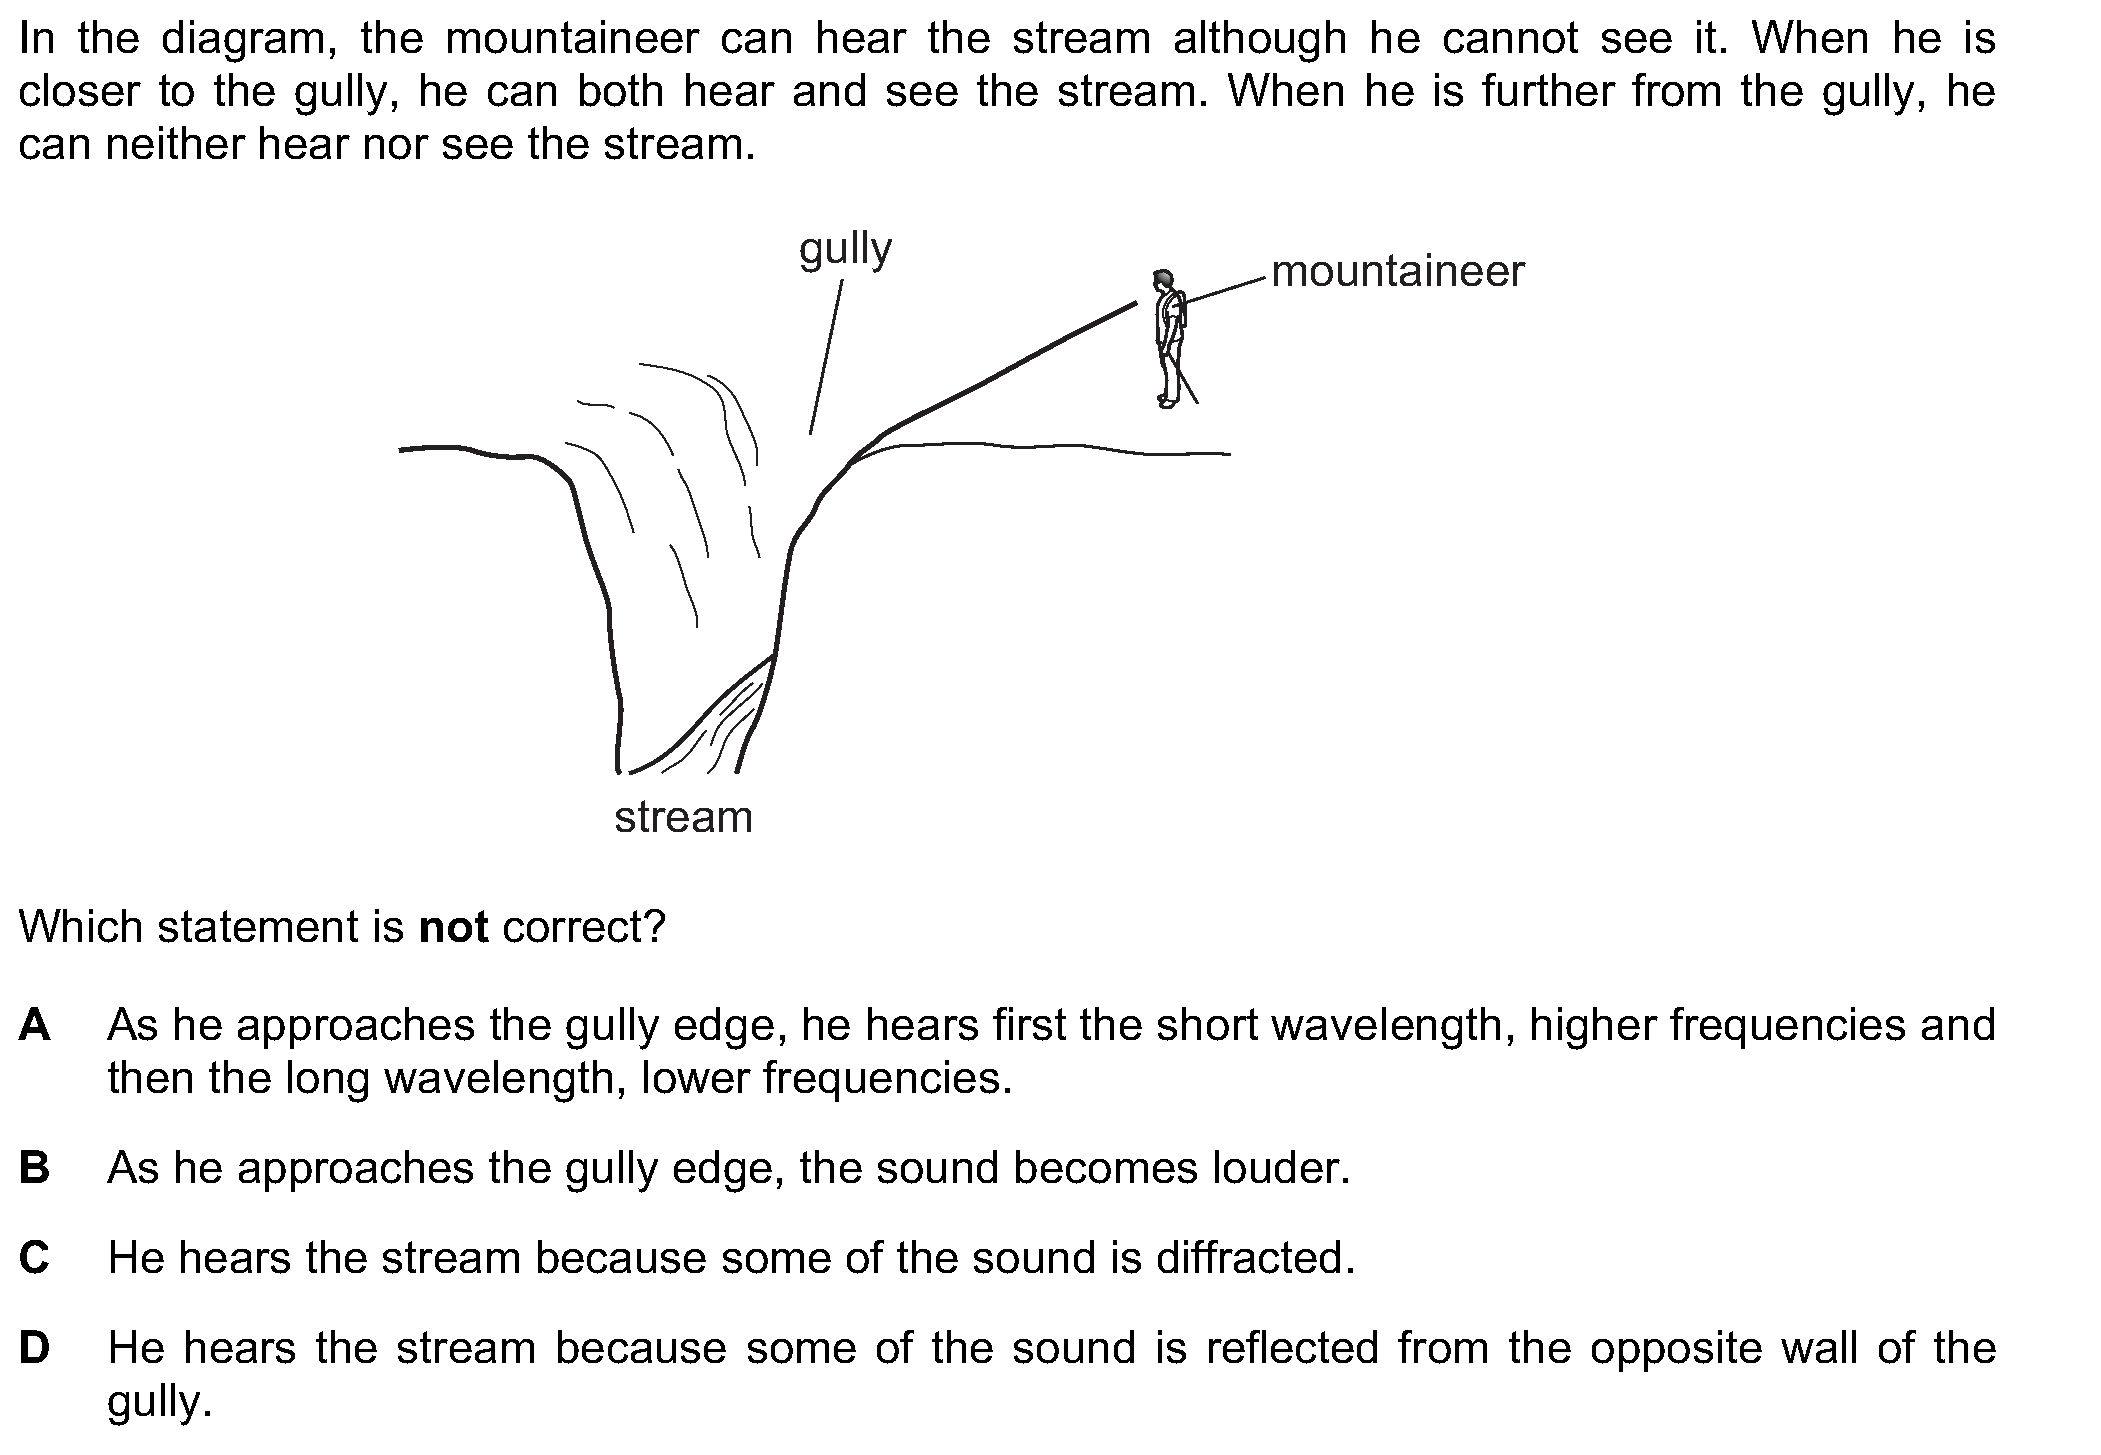 In the diagram, the mountaineer can hear the stream although he cannot see it. When he is
closer to the gully, he can both hear and see the stream. When he is further from the gully, he
can neither hear nor see the stream.
gully
mountaineer
stream
Which statement is not correct?
A As he approaches the gully edge, he hears first the short wavelength, higher frequencies and
then the long wavelength, lower frequencies.
B As he approaches the gully edge, the sound becomes louder.
C He hears the stream because some of the sound is diffracted.
D He hears the stream because some of the sound is reflected from the opposite wall of the
gully.